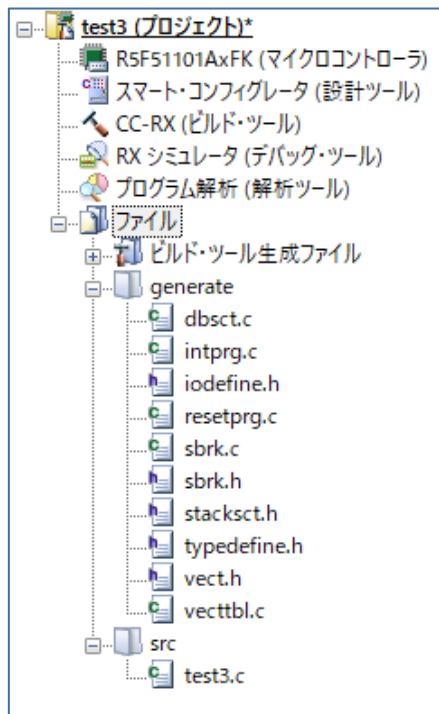 test3 (プロジェクト)*
R5F51101AxFK (マイクロコントローラ)
スマート・コンフィグレータ (設計ツール)
CC-RX (ビルド・ツール)
RX シミュレータ (デバッグ・ツール)
プログラム解析 (解析ツール)
ファイル
ビルド・ツール生成ファイル
generate
dbsct.c
intprg.c
iodefine.h
resetprg.c
sbrk.c
sbrk.h
stacksct.h
typedefine.h
vect.h
vecttbl.c
src
test3.c